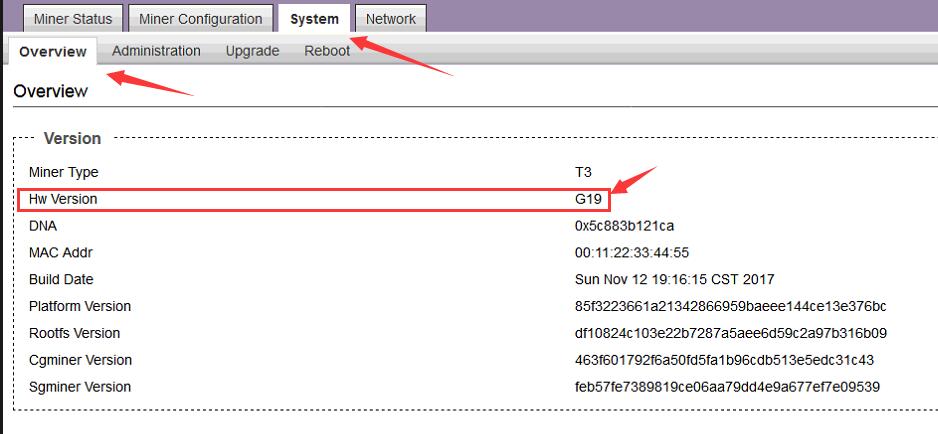 Miner Status Miner Configuration System Network
Overview Administration Upgrade Reboot
Overview
Version
Miner Type T3
Hw Version G19
DNA 0x5c883b121ca
MAC Addr 00:11:22:33:44:55
Build Date Sun Nov 12 19:16:15 CST 2017
Platform Version 85f3223661a21342866959baeee144ce13e376bc
Rootfs Version df10824c103e22b7287a5aee6d59c2a97b316b09
Cgminer Version 463f601792f6a50fd5fa1b96cdb513e5edc31c43
Sgminer Version feb57fe7389819ce06aa79dd4e9a677ef7e09539